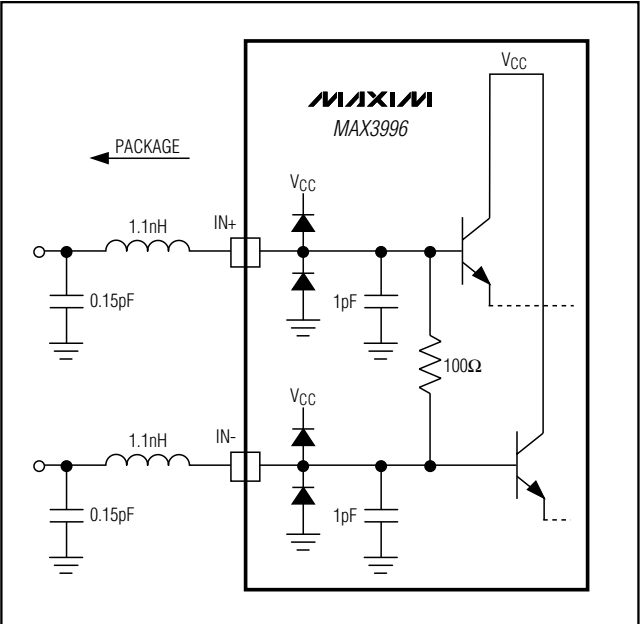 VCC
MAXIM
MAX3996
PACKAGE
VCC
1.1nH
IN+
0.15pF
1pF
100Ω
VCC
1.1nH
IN-
0.15pF
1pF